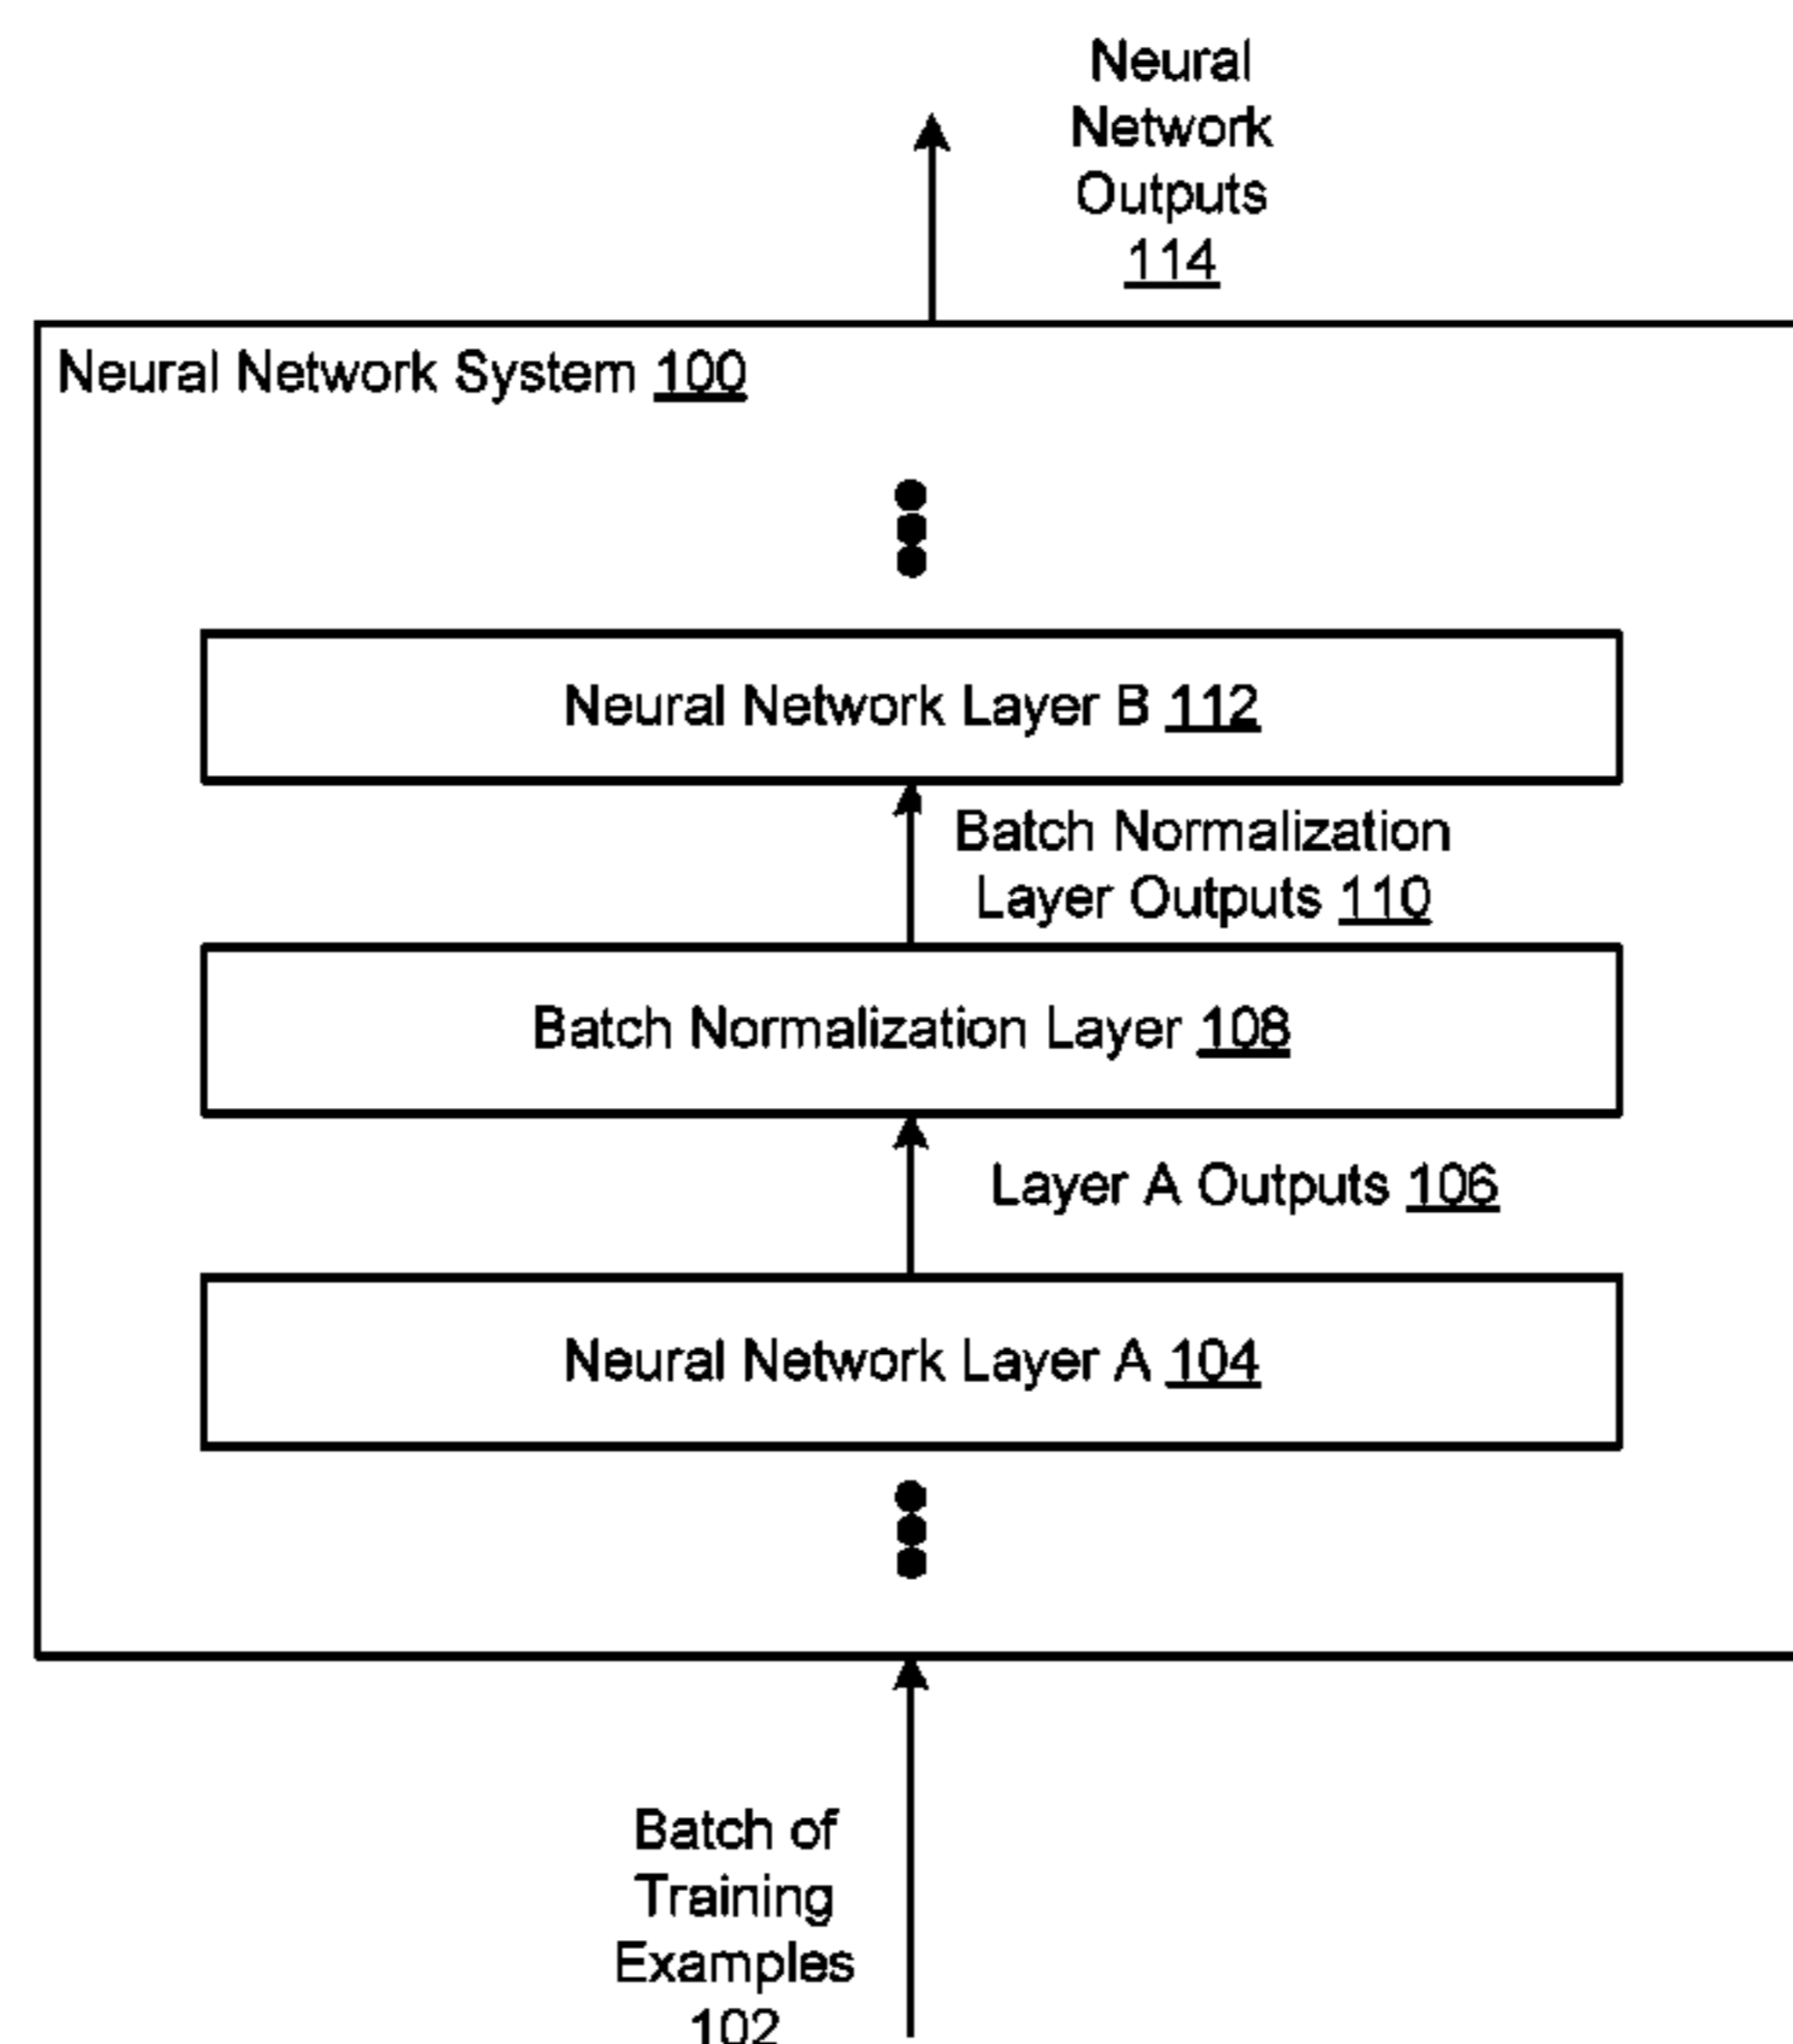 Neural
Network
Outputs
114
Neural Network System 100
Neural Network Layer B 112
Batch Normalization
Layer Outputs 110
Batch Normalization Layer 108
Layer A Outputs 106
Neural Network Layer A 104
Batch of
Training
Examples
102